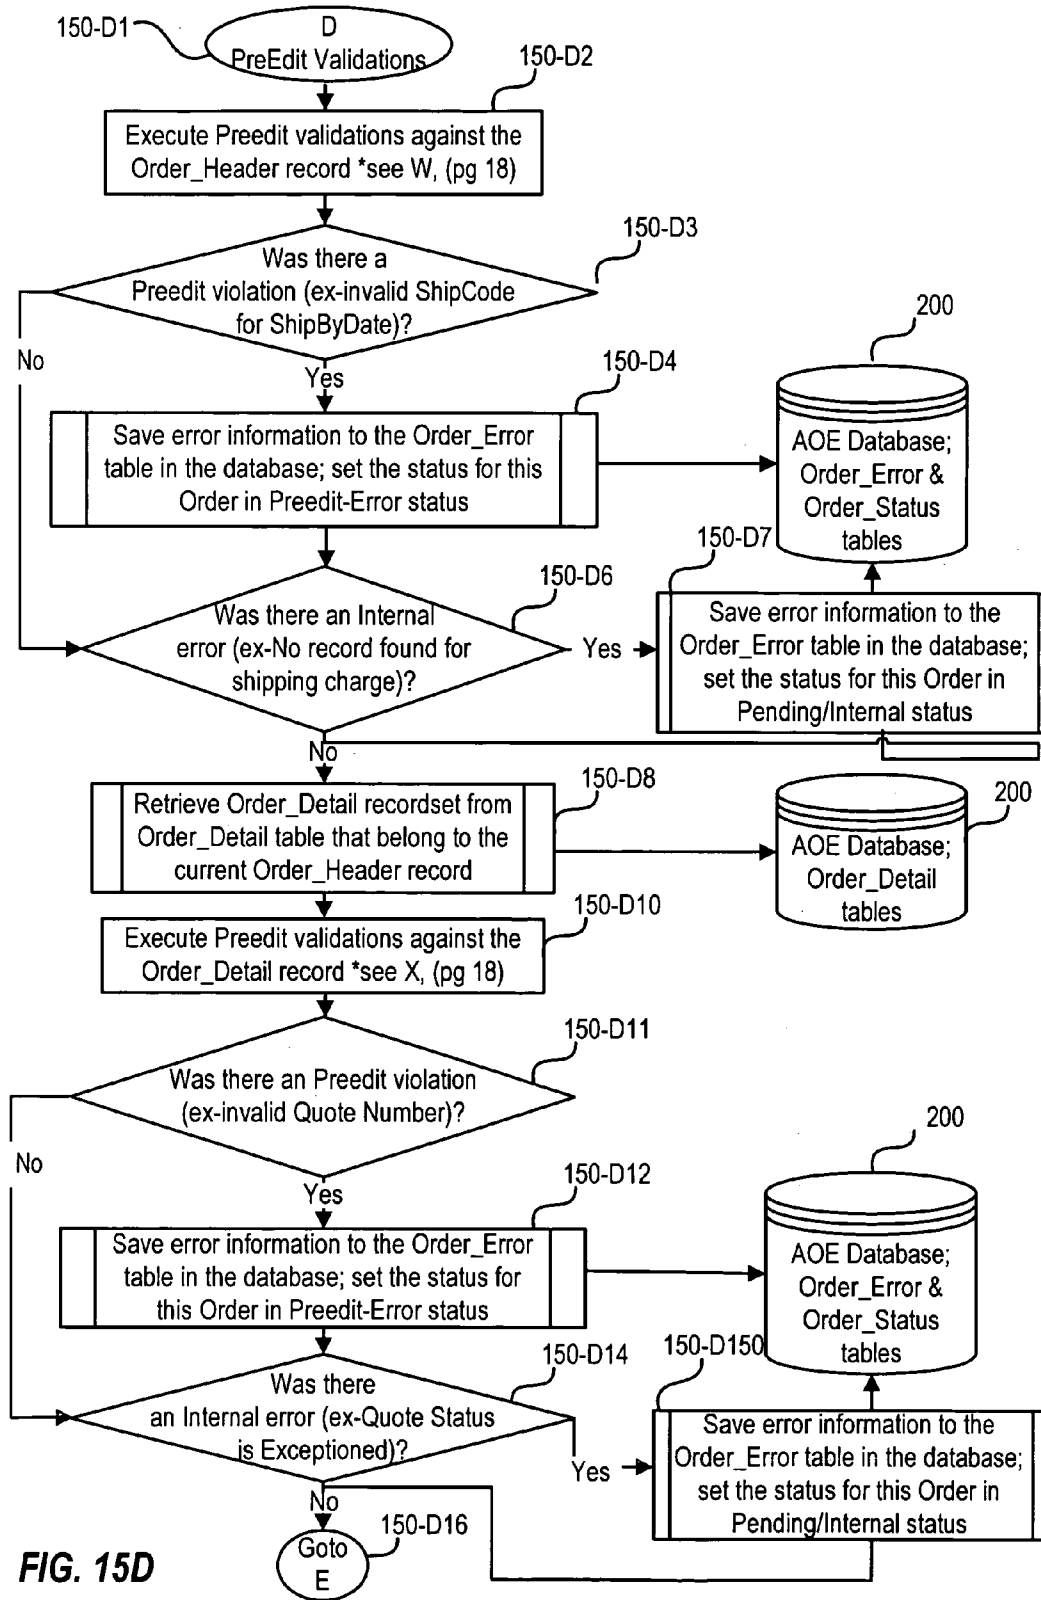 150-D1
D
PreEdit Validations
150-D2
Execute Preedit validations against the
Order_Header record *see W, (pg 18)
150-D3
Was there a
Preedit violation (ex-invalid ShipCode
for ShipByDate)?
No
Yes
150-D4
200
Save error information to the Order_Error
table in the database; set the status for this
Order in Preedit-Error status
AOE Database;
Order_Error &
Order_Status
tables
150-D6
150-D7
Was there an Internal
error (ex-No record found for
shipping charge)?
Yes
Save error information to the
Order_Error table in the database;
set the status for this Order in
Pending/Internal status
No
150-D8
200
Retrieve Order_Detail recordset from
Order_Detail table that belong to the
current Order_Header record
AOE Database;
Order_Detail
tables
150-D10
Execute Preedit validations against the
Order_Detail record *see X, (pg 18)
150-D11
Was there an Preedit violation
(ex-invalid Quote Number)?
No
Yes
150-D12
200
Save error information to the Order_Error
table in the database; set the status for
this Order in Preedit-Error status
AOE Database;
Order_Error &
Order_Status
tables
150-D14
150-D150
Was there
an Internal error (ex-Quote Status
is Exceptioned)?
Yes
Save error information to the
Order_Error table in the database;
set the status for this Order in
Pending/Internal status
No
150-D16
Goto
E
FIG. 15D